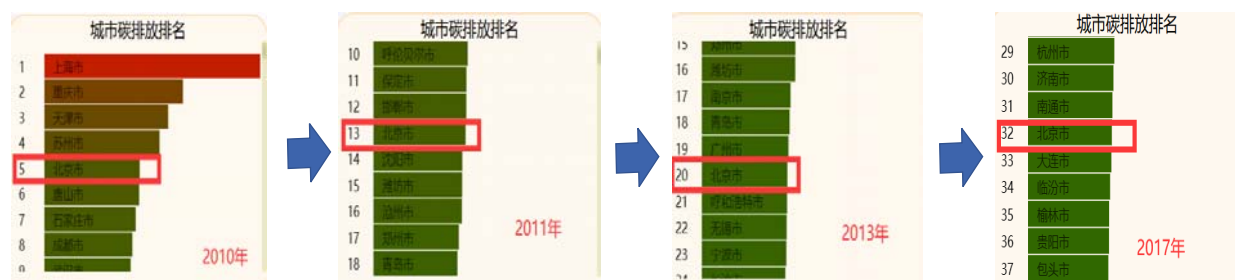 城市碳排放排名
1 上海市
2 重庆市
3 天津市
4 苏州市
5 北京市
6 唐山市
7 石家庄市
8 成都市
9
2010年
城市碳排放排名
10 呼伦贝尔市
11 保定市
12 邯郸市
13 北京市
14 沈阳市
15 潍坊市
16 沧州市
17 郑州市
18 青岛市
2011年
城市碳排放排名
15 郑州市
16 潍坊市
17 南京市
18 青岛市
19 广州市
20 北京市
21 呼和浩特市
22 无锡市
23 宁波市
24
2013年
城市碳排放排名
29 杭州市
30 济南市
31 南通市
32 北京市
33 大连市
34 临汾市
35 榆林市
36 贵阳市
37 包头市
2017年